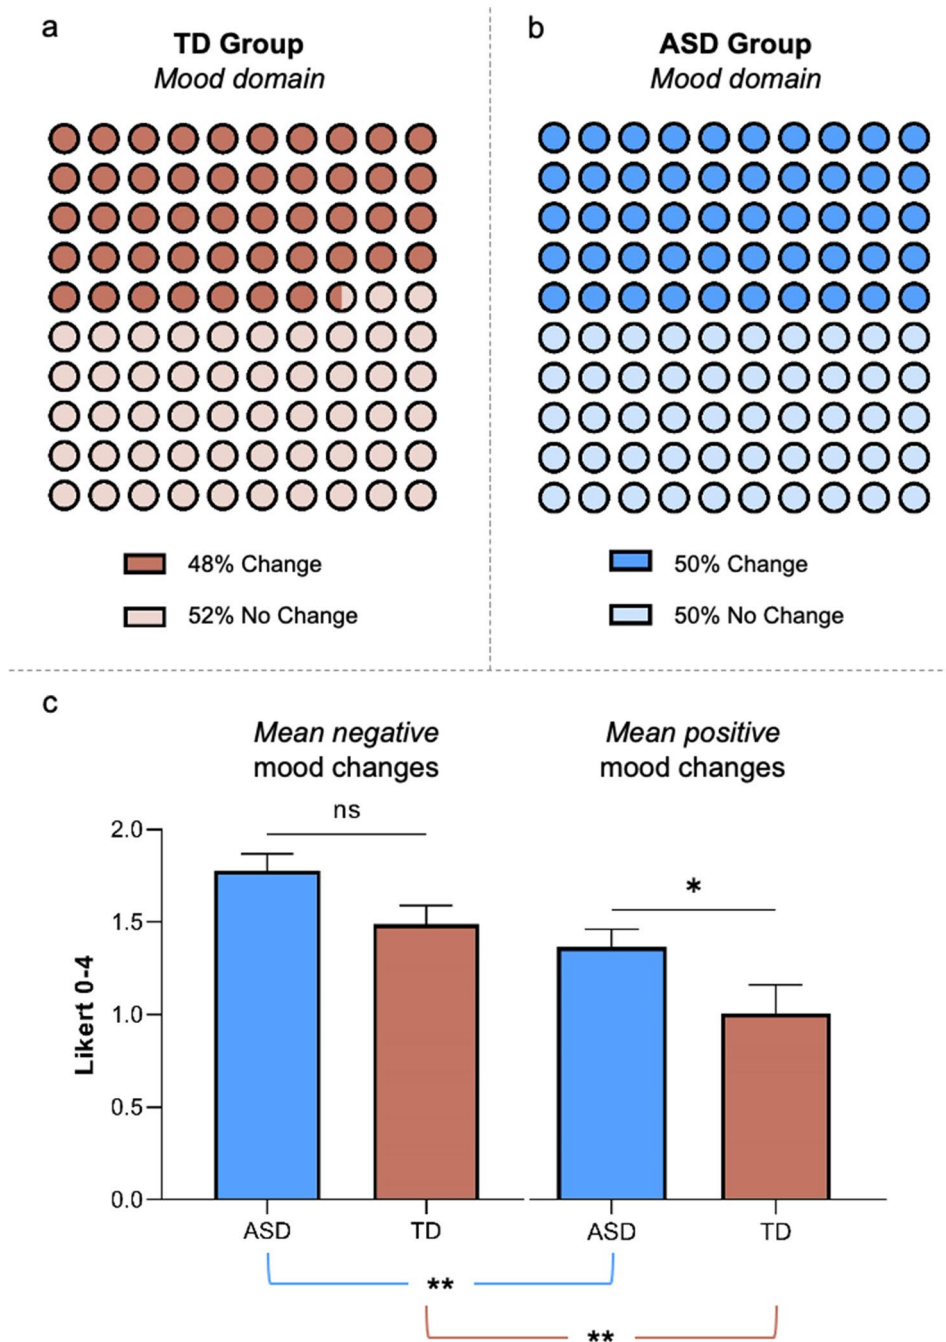 a
TD Group
Mood domain
48% Change
52% No Change
b
ASD Group
Mood domain
50% Change
50% No Change
c
Mean negative
mood changes
Mean positive
mood changes
ns
*
2.0
1.5
1.0
0.5
0.0
Likert 0-4
ASD
TD
ASD
TD
**
**